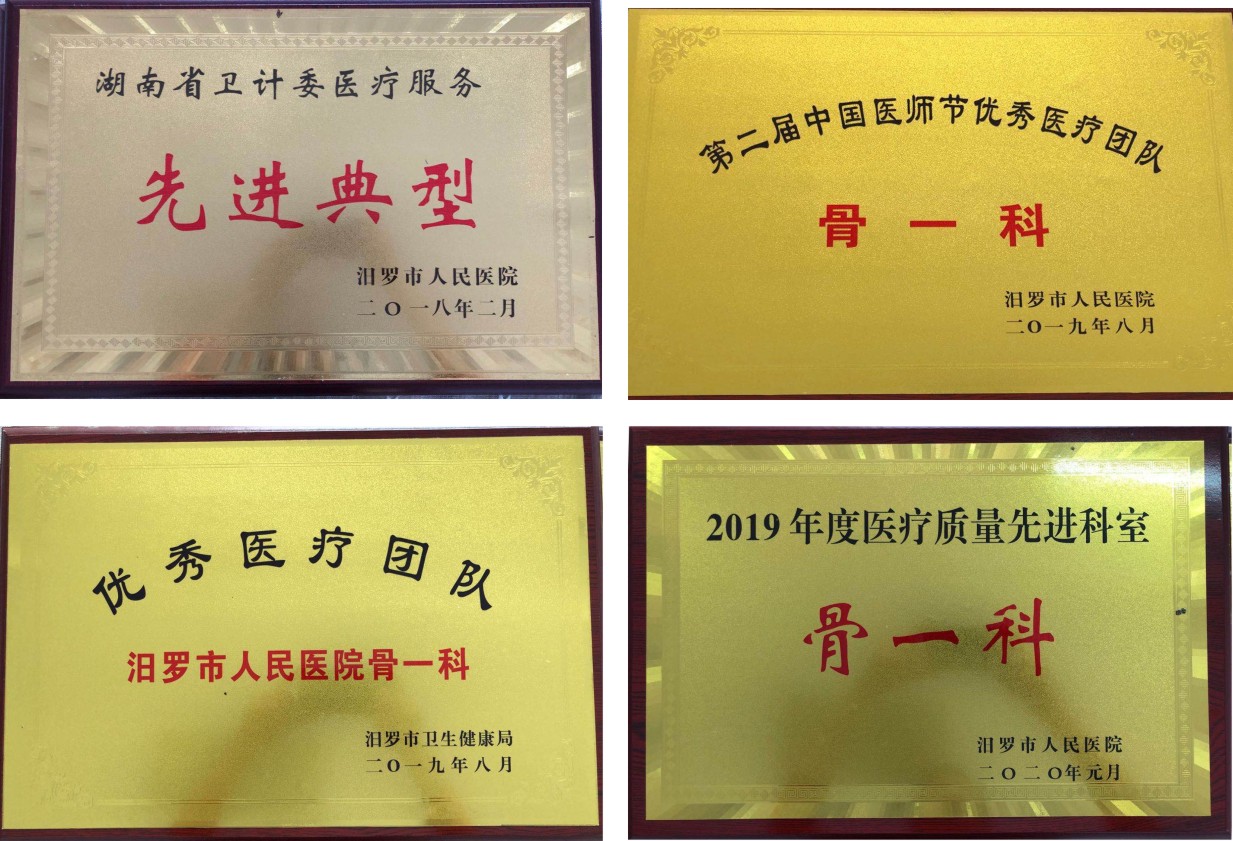 湖南省卫计委医疗服务
先进典型
汨罗市人民医院
二〇一八年二月
第二届中国医师节优秀医疗团队
骨一科
汨罗市人民医院
二〇一九年八月
优秀医疗团队
汨罗市人民医院骨一科
汨罗市卫生健康局
二〇一九年八月
2019年度医疗质量先进科室
骨一科
汨罗市人民医院
二〇二〇年元月